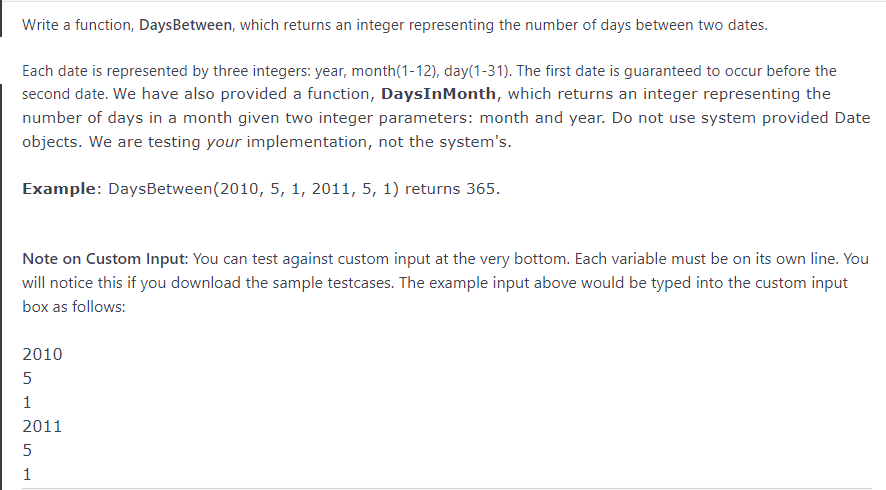 Write a function, DaysBetween, which returns an integer representing the number of days between two dates.
Each date is represented by three integers: year, month(1-12), day(1-31). The first date is guaranteed to occur before the
second date. We have also provided a function, DaysInMonth, which returns an integer representing the
number of days in a month given two integer parameters: month and year. Do not use system provided Date
objects. We are testing your implementation, not the system's.
Example: DaysBetween(2010, 5, 1, 2011, 5, 1) returns 365.
Note on Custom Input: You can test against custom input at the very bottom. Each variable must be on its own line. You
will notice this if you download the sample testcases. The example input above would be typed into the custom input
box as follows:
2010
5
1
2011
5
1